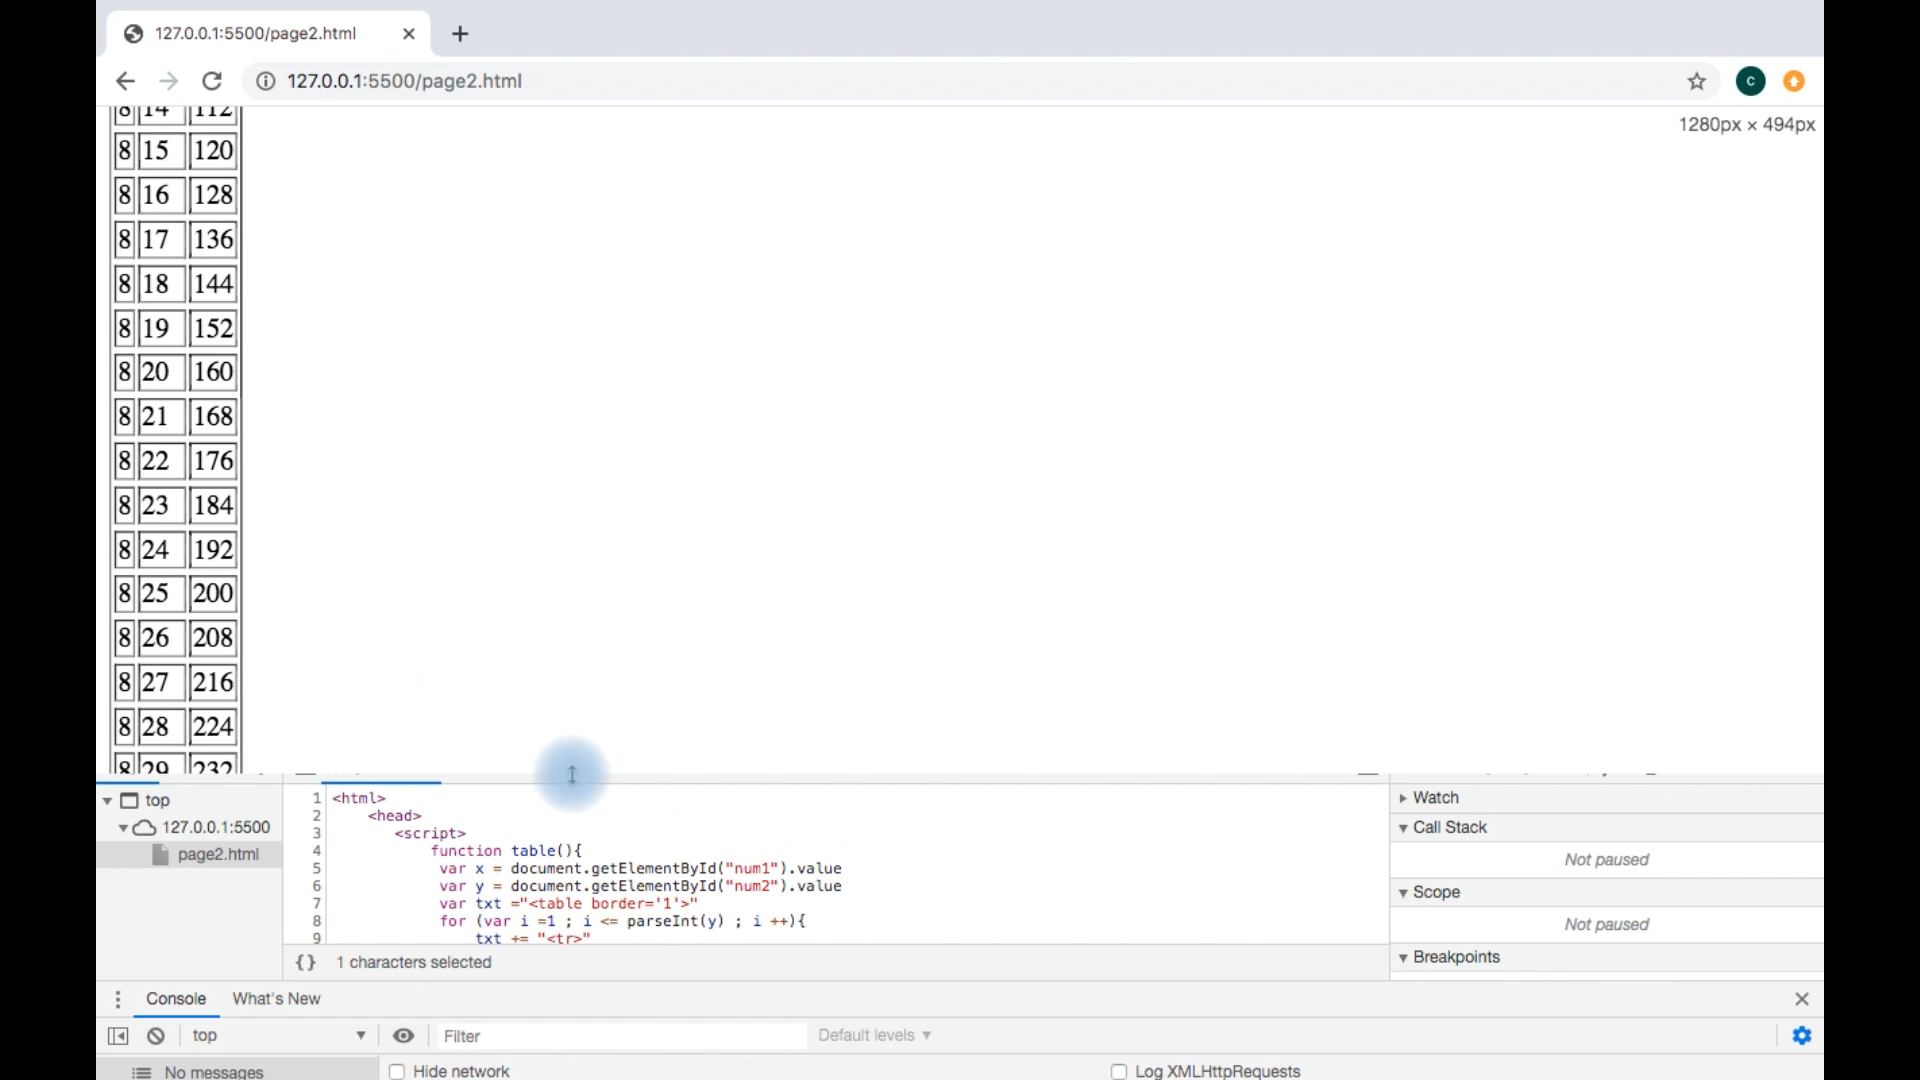 127.0.0.1:5500/page2.html
127.0.0.1:5500/page2.html
C
1280px × 494px
8 14 112
8 15 120
8 16 128
8 17 136
8 18 144
8 19 152
8 20 160
8 21 168
8 22 176
8 23 184
8 24 192
8 25 200
8 26 208
8 27 216
8 28 224
8 29 232
top
127.0.0.1:5500
page2.html
1 <html>
2 <head>
3 <script>
4 function table(){
5 var x = document.getElementById("num1").value
6 var y = document.getElementById("num2").value
7 var txt ="<table border='1'>"
8 for (var i =1 ; i <= parseInt(y) ; i ++){
9 txt += "<tr>"
{ } 1 characters selected
Watch
Call Stack
Not paused
Scope
Not paused
Breakpoints
Console What's New
top Filter Default levels
No messages Hide network Log XMLHttpRequests